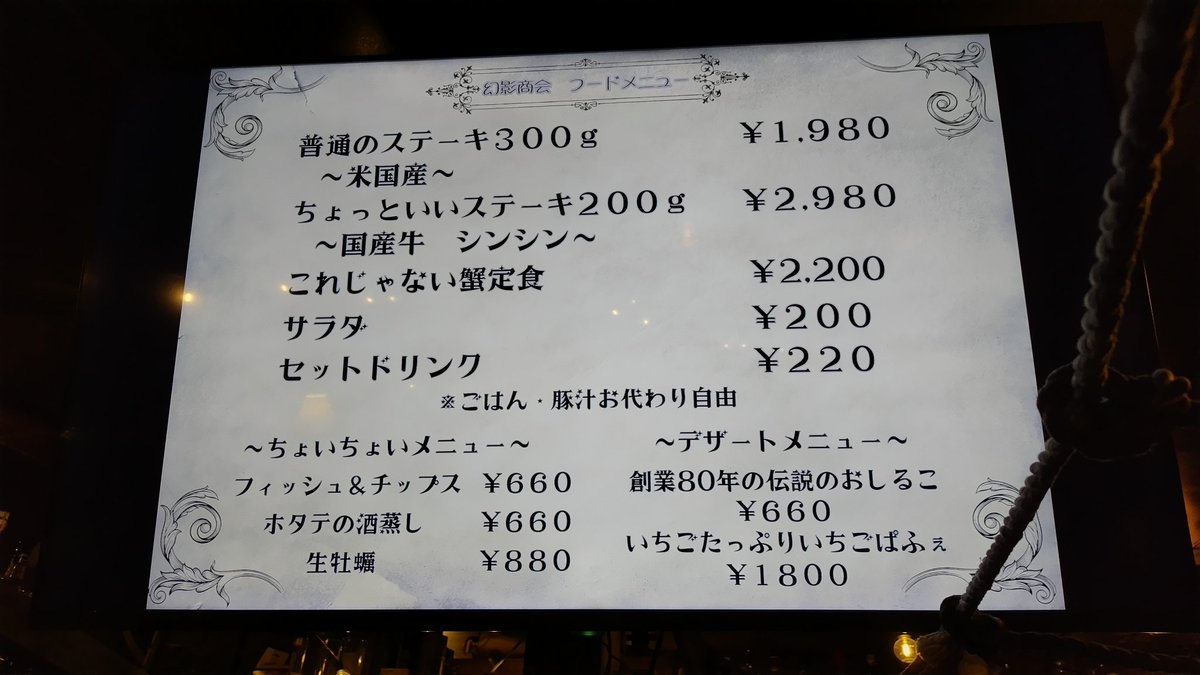 幻影商会　フードメニュー
普通のステーキ３００ｇ　￥１,９８０
～米国産～
ちょっといいステーキ２００ｇ　￥２,９８０
～国産牛　シンシン～
これじゃない蟹定食　￥２,２００
サラダ　￥２００
セットドリンク　￥２２０
※ごはん・豚汁お代わり自由
～ちょいちょいメニュー～
フィッシュ＆チップス　￥６６０
ホタテの酒蒸し　￥６６０
生牡蠣　￥８８０
～デザートメニュー～
創業80年の伝説のおしるこ
￥６６０
いちごたっぷりいちごぱふぇ
￥１８００